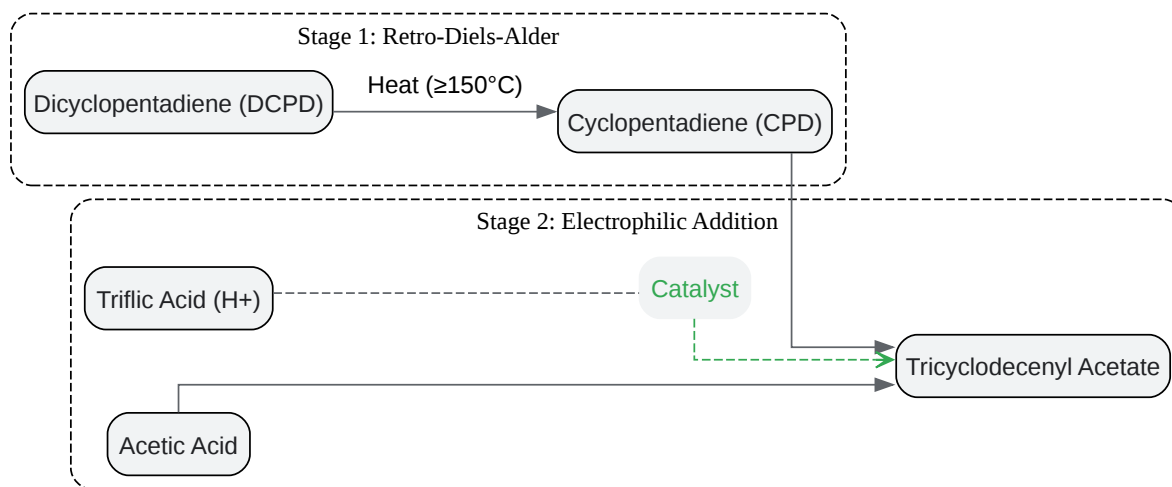 Stage 1: Retro-Diels-Alder
Dicyclopentadiene (DCPD)
Heat (≥150°C)
Cyclopentadiene (CPD)
Stage 2: Electrophilic Addition
Triflic Acid (H+)
Catalyst
Tricyclodecenyl Acetate
Acetic Acid